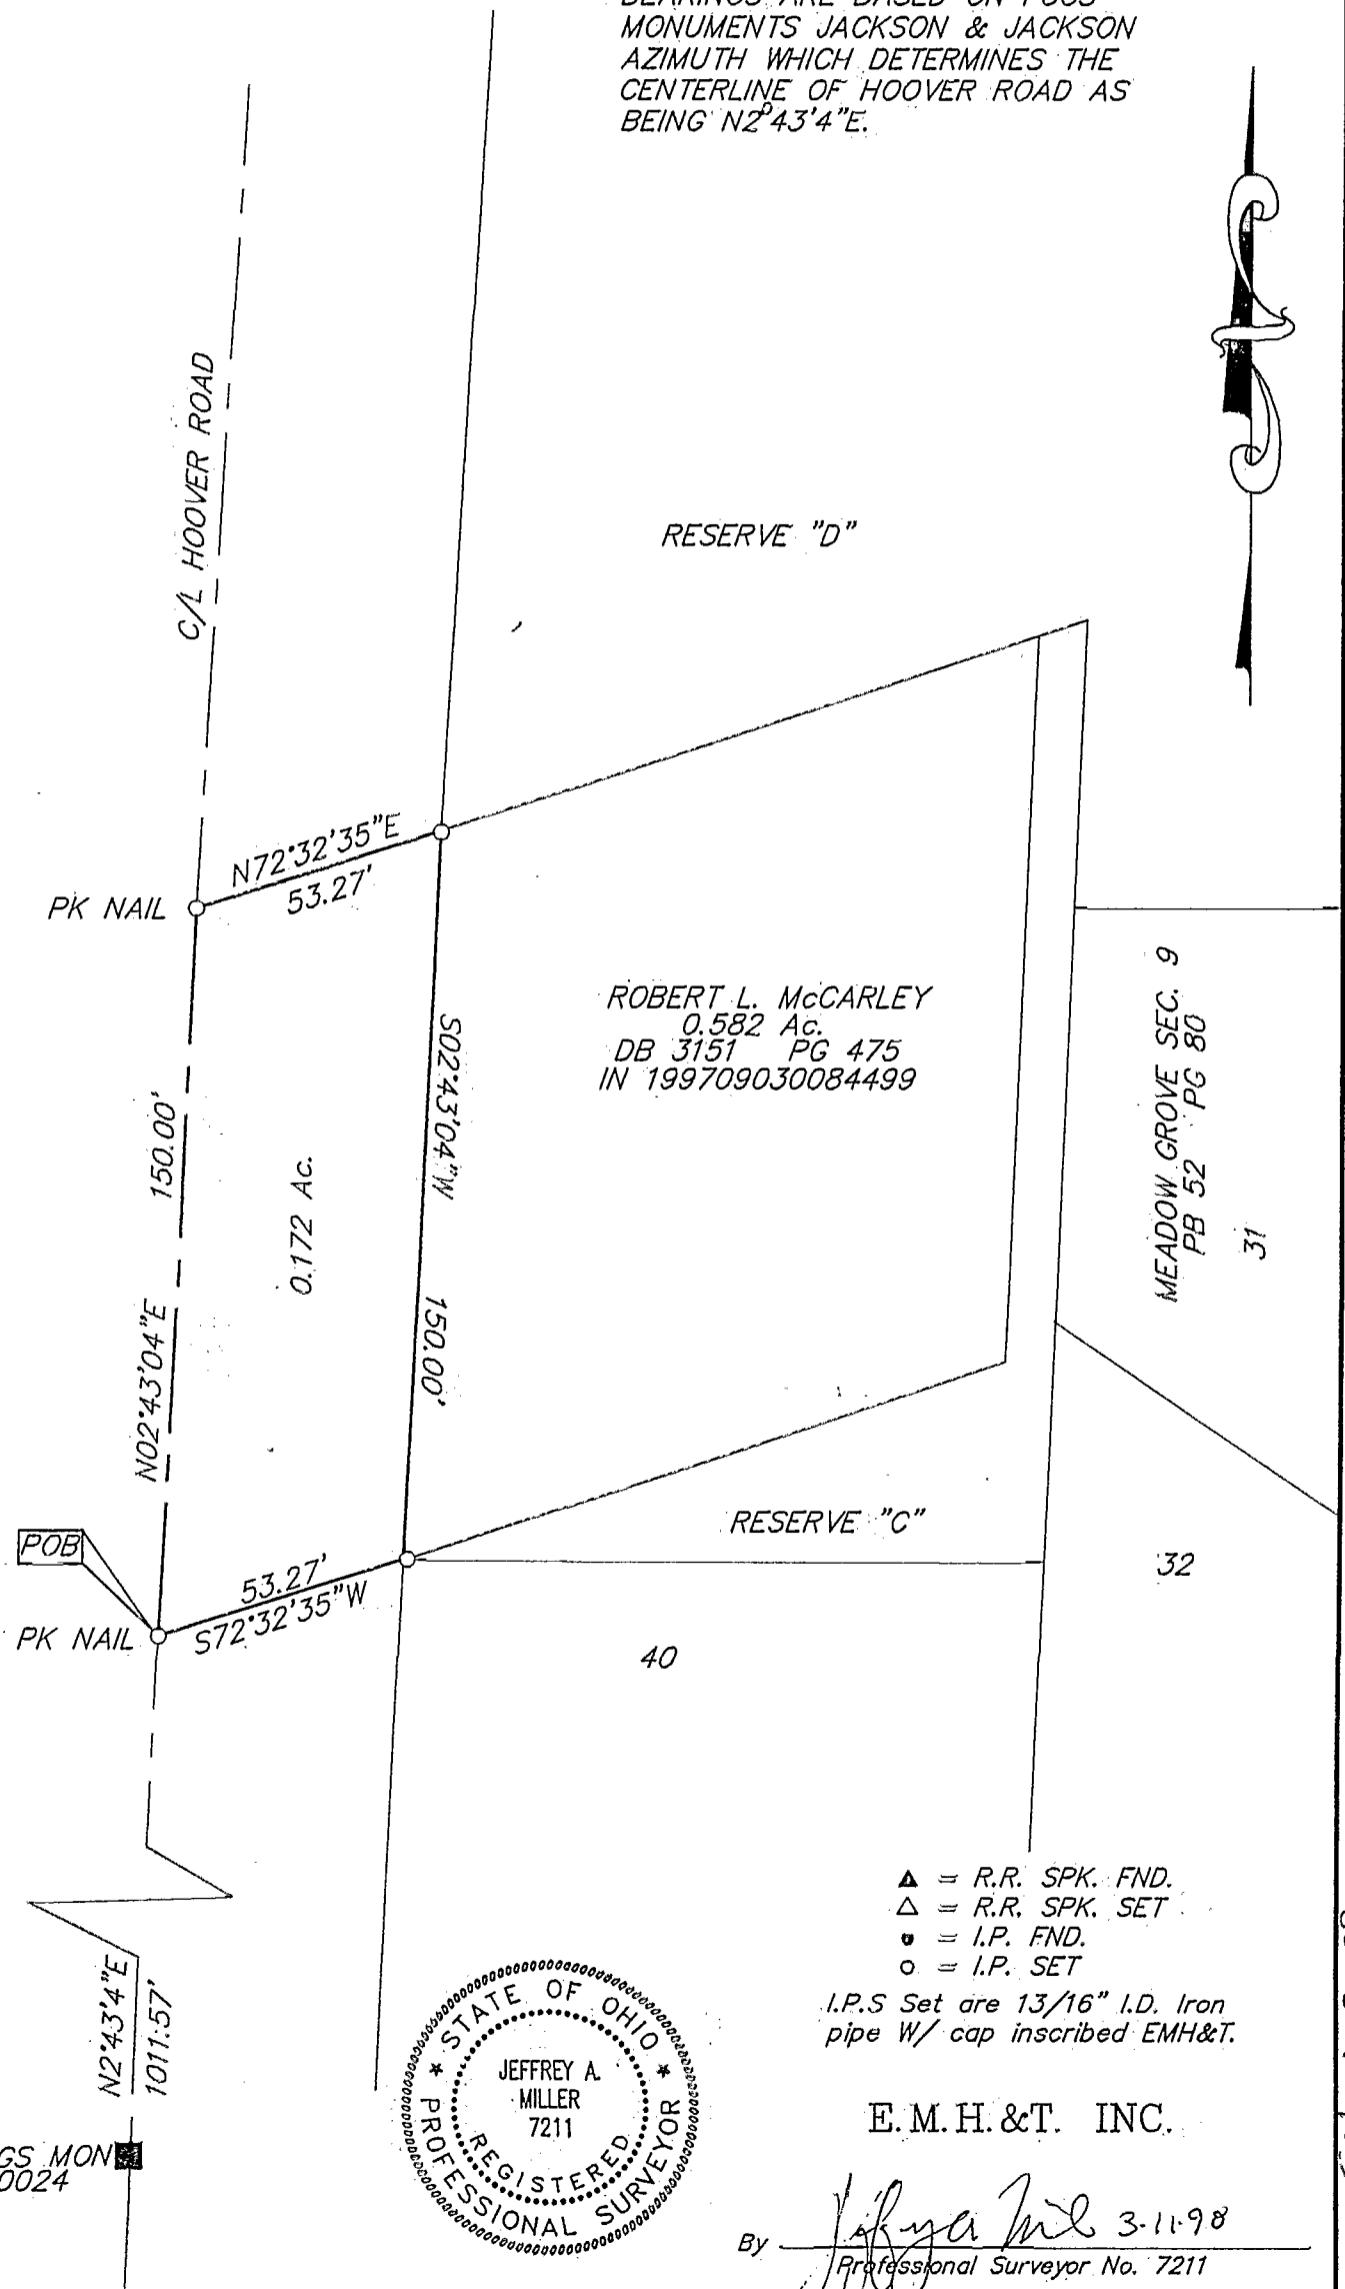 MONUMENTS JACKSON & JACKSON
AZIMUTH WHICH DETERMINES THE
CENTERLINE OF HOOVER ROAD AS
BEING N2°43'4"E.
C/L HOOVER ROAD
RESERVE "D"
N72°32'35"E
53.27'
PK NAIL
ROBERT L. McCARLEY
0.582 Ac.
DB 3151 PG 475
IN 199709030084499
S02°43'04"W 150.00'
N02°43'04"E 150.00'
0.172 Ac.
MEADOW GROVE SEC. 9
PB 52 PG 80
31
POB
PK NAIL
53.27'
S72°32'35"W
RESERVE "C"
32
40
= R.R. SPK. FND.
= R.R. SPK. SET
= I.P. FND.
= I.P. SET
I.P.S Set are 13/16" I.D. Iron
pipe W/ cap inscribed EMH&T.
N2°43'4"E
1011.57'
GS MON
0024
STATE OF OHIO
JEFFREY A.
MILLER
7211
REGISTERED
PROFESSIONAL SURVEYOR
E.M.H.&T. INC.
By 3-11-98
Professional Surveyor No. 7211